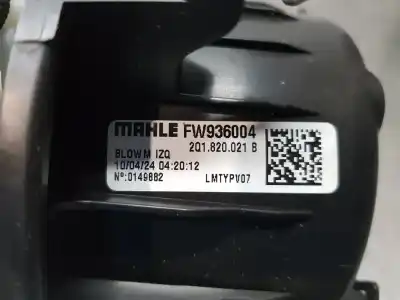 MAHLE FW936004
2Q1.820.021 B
BLOW M IZQ
10/04/24 04:20:12
Nº:0149882 LMTYPV07